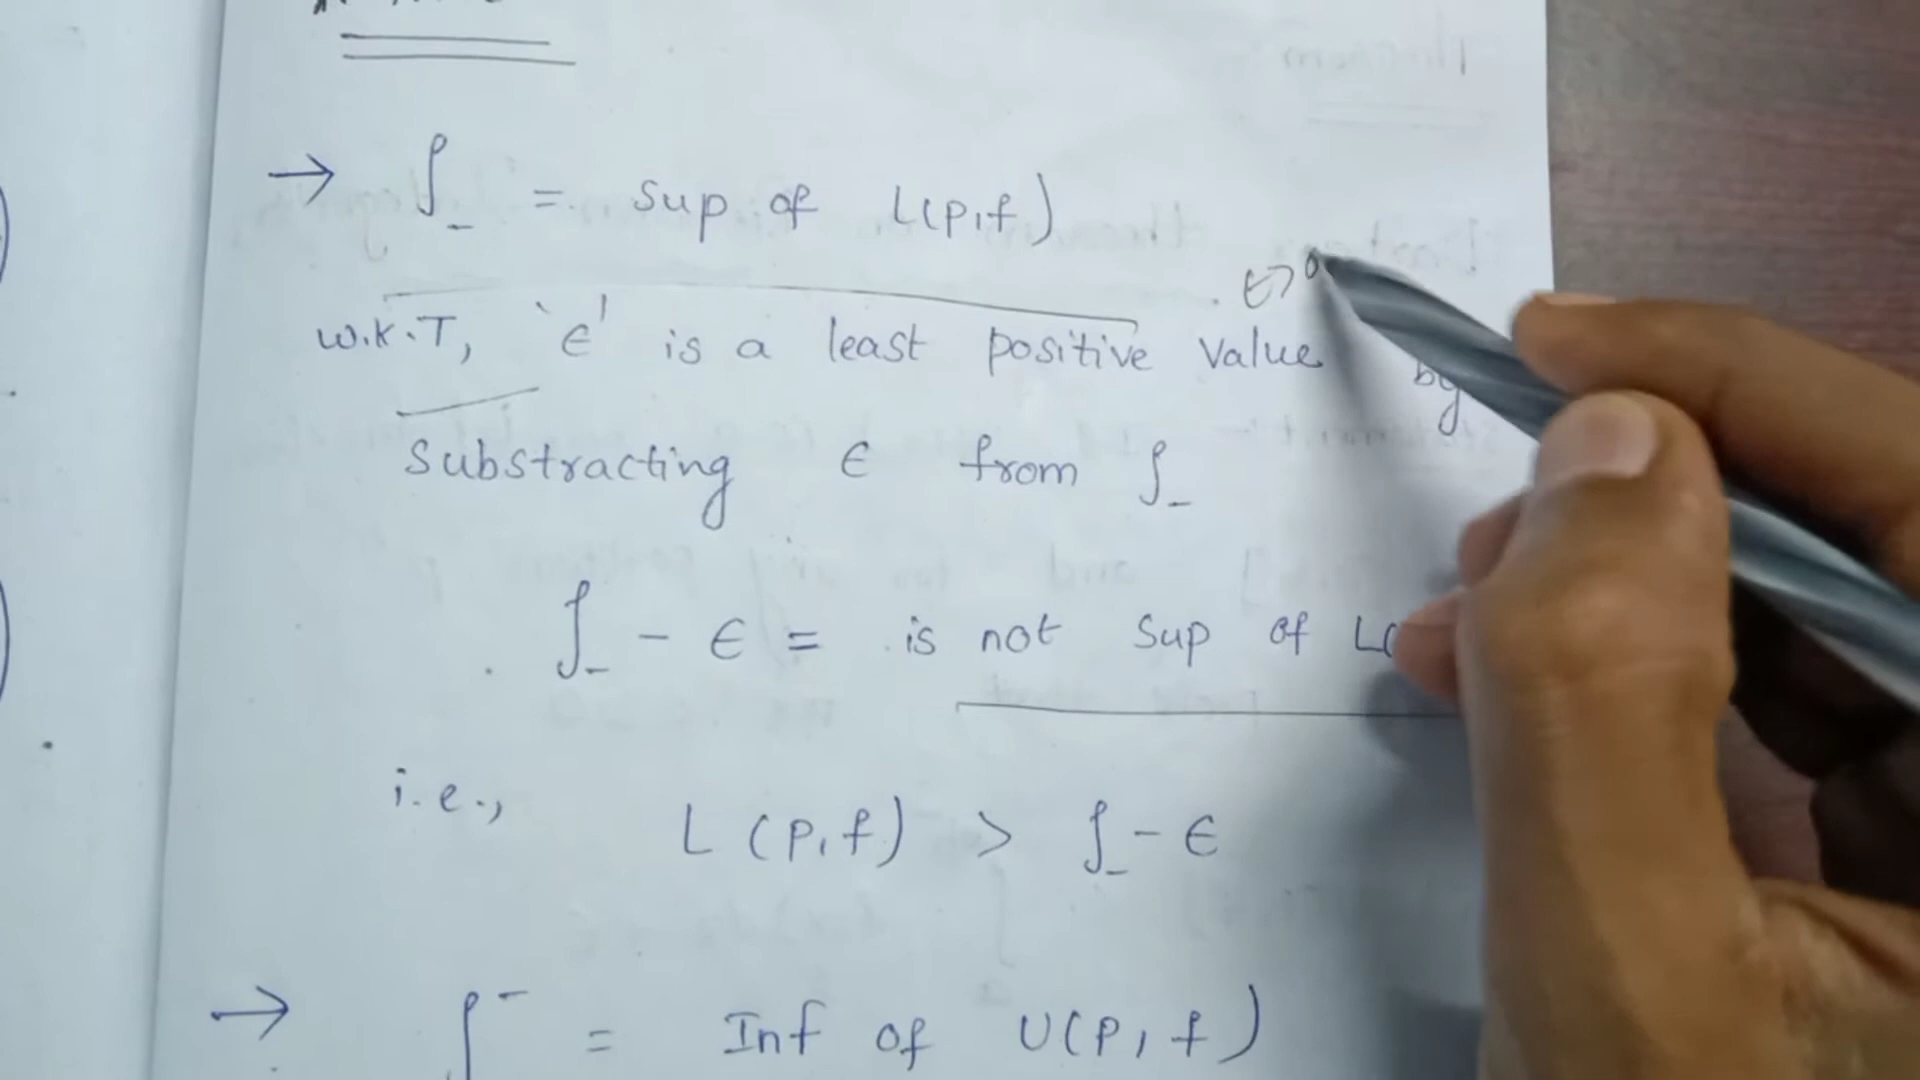 → ∫_ = Sup of L(P,f)
ϵ>0
W.K.T, 'ϵ' is a least positive value by
Substracting ϵ from ∫_
∫_ - ϵ = is not Sup of L(
i.e., L(P,f) > ∫_ - ϵ
→ ∫¯ = Inf of U(P,f)